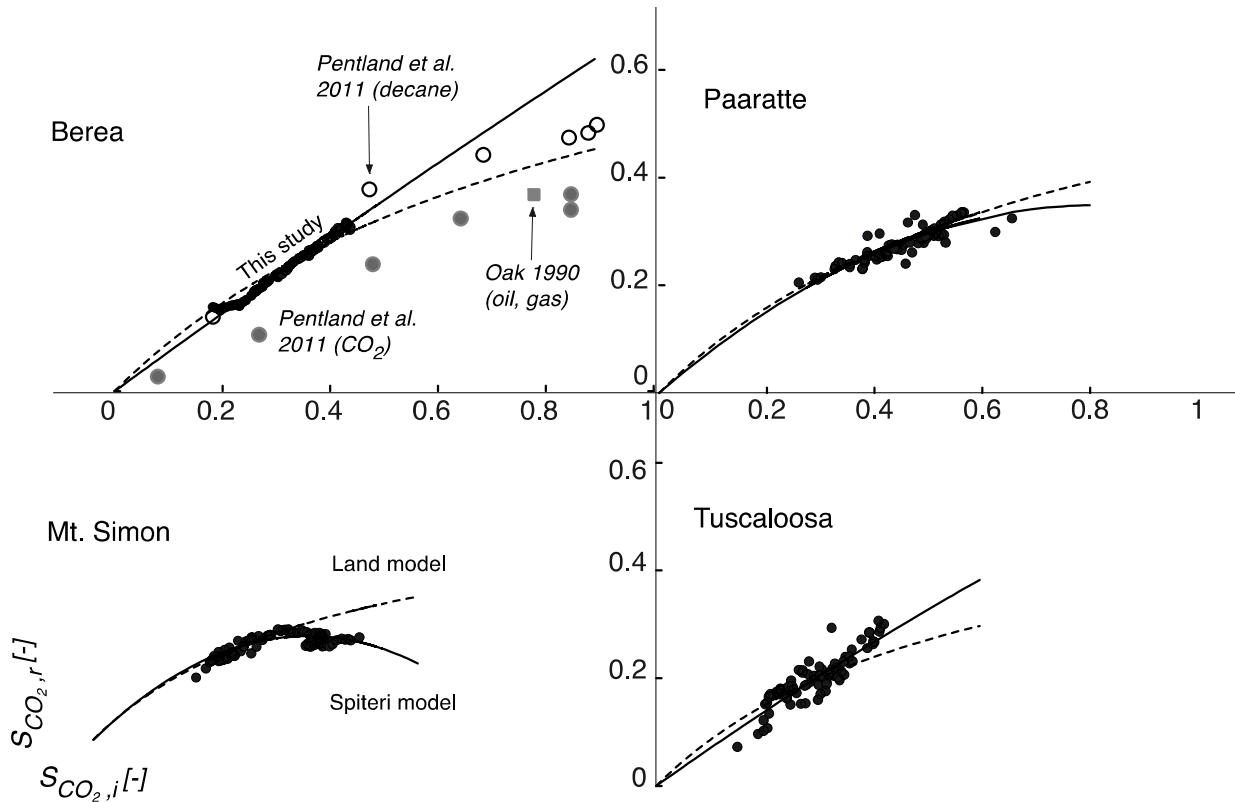 Berea
Pentland et al.
2011 (decane)
This study
Pentland et al.
2011 (CO2)
Oak 1990
(oil, gas)
0 0.2 0.4 0.6 0.8 1
Paaratte
0.6
0.4
0.2
0
0 0.2 0.4 0.6 0.8 1
Mt. Simon
Land model
Spiteri model
SCO2,r[-]
SCO2,i[-]
Tuscaloosa
0.6
0.4
0.2
0